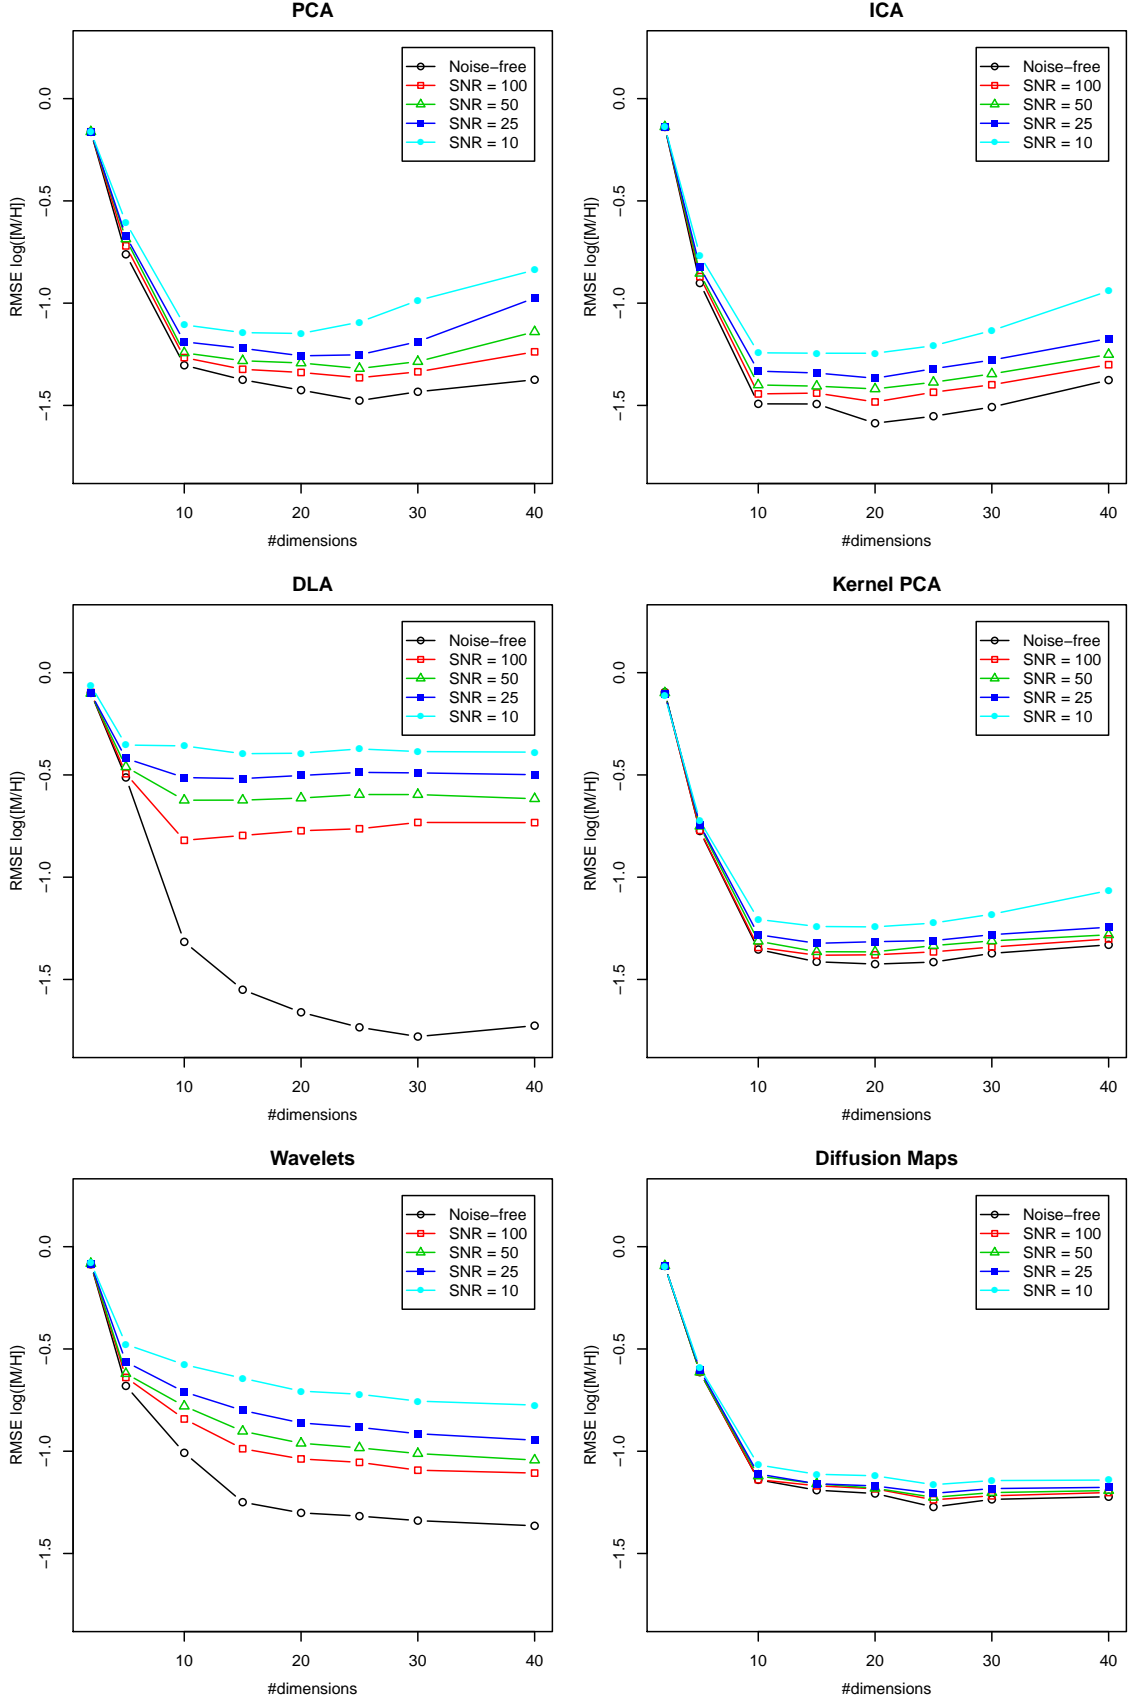 PCA
Noise−free
SNR = 100
SNR = 50
SNR = 25
SNR = 10
RMSE log([M/H])
0.0
−0.5
−1.0
−1.5
10 20 30 40
#dimensions
ICA
Noise−free
SNR = 100
SNR = 50
SNR = 25
SNR = 10
RMSE log([M/H])
0.0
−0.5
−1.0
−1.5
10 20 30 40
#dimensions
DLA
Noise−free
SNR = 100
SNR = 50
SNR = 25
SNR = 10
RMSE log([M/H])
0.0
−0.5
−1.0
−1.5
10 20 30 40
#dimensions
Kernel PCA
Noise−free
SNR = 100
SNR = 50
SNR = 25
SNR = 10
RMSE log([M/H])
0.0
−0.5
−1.0
−1.5
10 20 30 40
#dimensions
Wavelets
Noise−free
SNR = 100
SNR = 50
SNR = 25
SNR = 10
RMSE log([M/H])
0.0
−0.5
−1.0
−1.5
10 20 30 40
#dimensions
Diffusion Maps
Noise−free
SNR = 100
SNR = 50
SNR = 25
SNR = 10
RMSE log([M/H])
0.0
−0.5
−1.0
−1.5
10 20 30 40
#dimensions